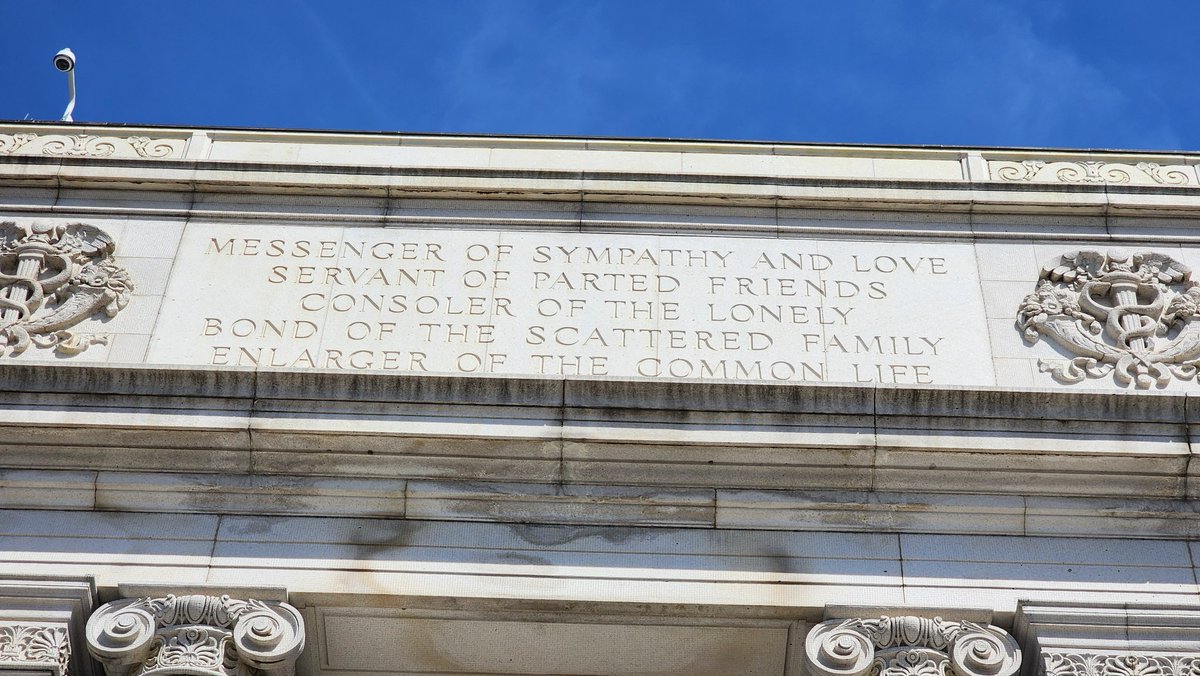 MESSENGER OF SYMPATHY AND LOVE
SERVANT OF PARTED FRIENDS
CONSOLER OF THE LONELY
BOND OF THE SCATTERED FAMILY
ENLARGER OF THE COMMON LIFE